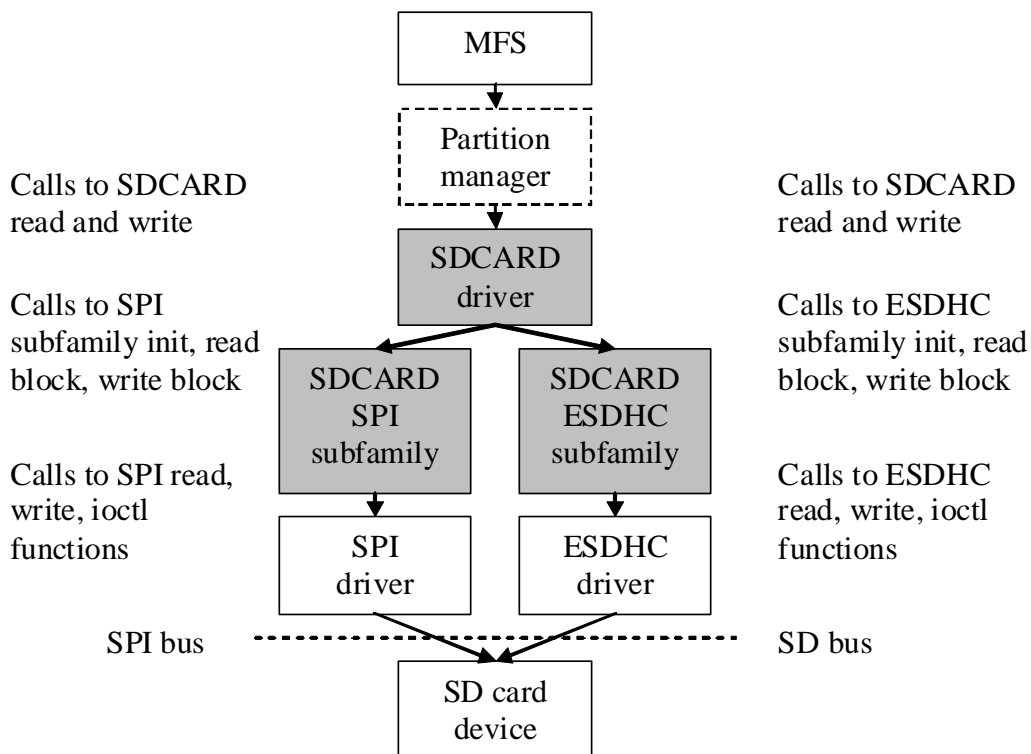 MFS
Partition
manager
Calls to SDCARD
read and write
Calls to SDCARD
read and write
SDCARD
driver
Calls to SPI
subfamily init, read
block, write block
Calls to ESDHC
subfamily init, read
block, write block
SDCARD
SPI
subfamily
SDCARD
ESDHC
subfamily
Calls to SPI read,
write, ioctl
functions
Calls to ESDHC
read, write, ioctl
functions
SPI
driver
ESDHC
driver
SPI bus
SD bus
SD card
device